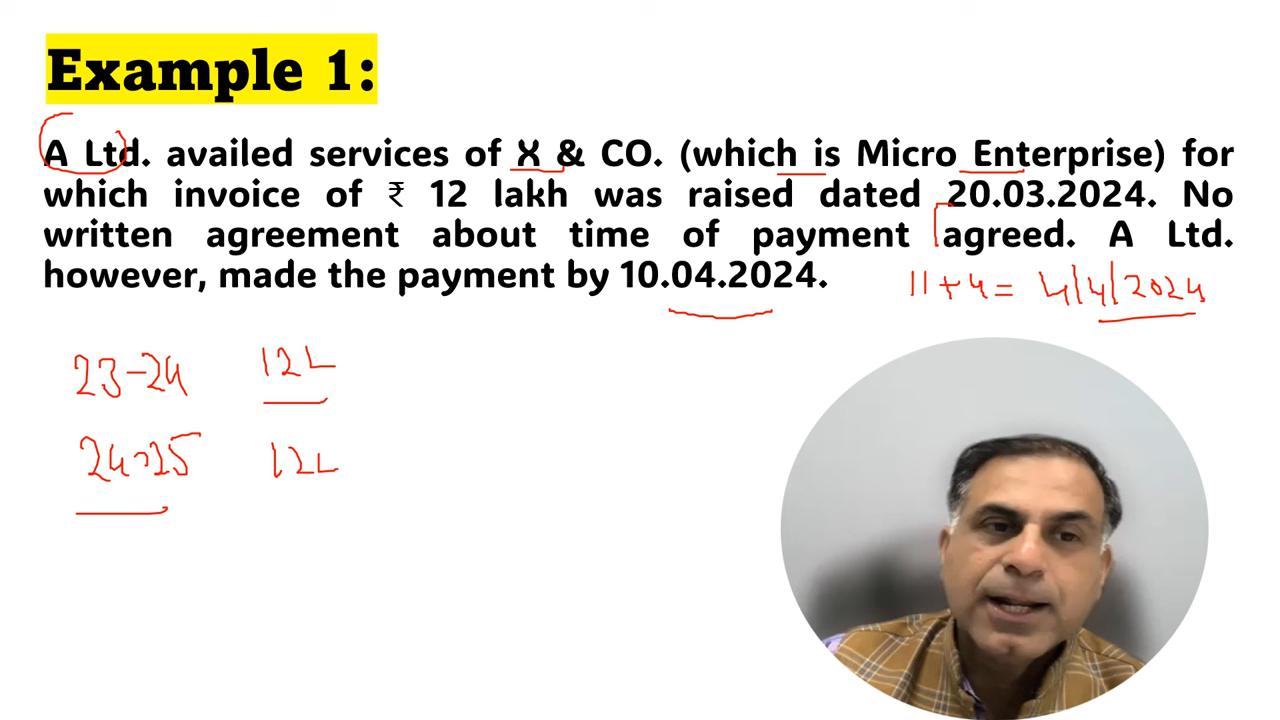 Example 1:
A Ltd. availed services of X & CO. (which is Micro Enterprise) for
which invoice of ₹ 12 lakh was raised dated 20.03.2024. No
written agreement about time of payment agreed. A Ltd.
however, made the payment by 10.04.2024.
11+4= 4/4/2024
23-24 12L
24-25 12L